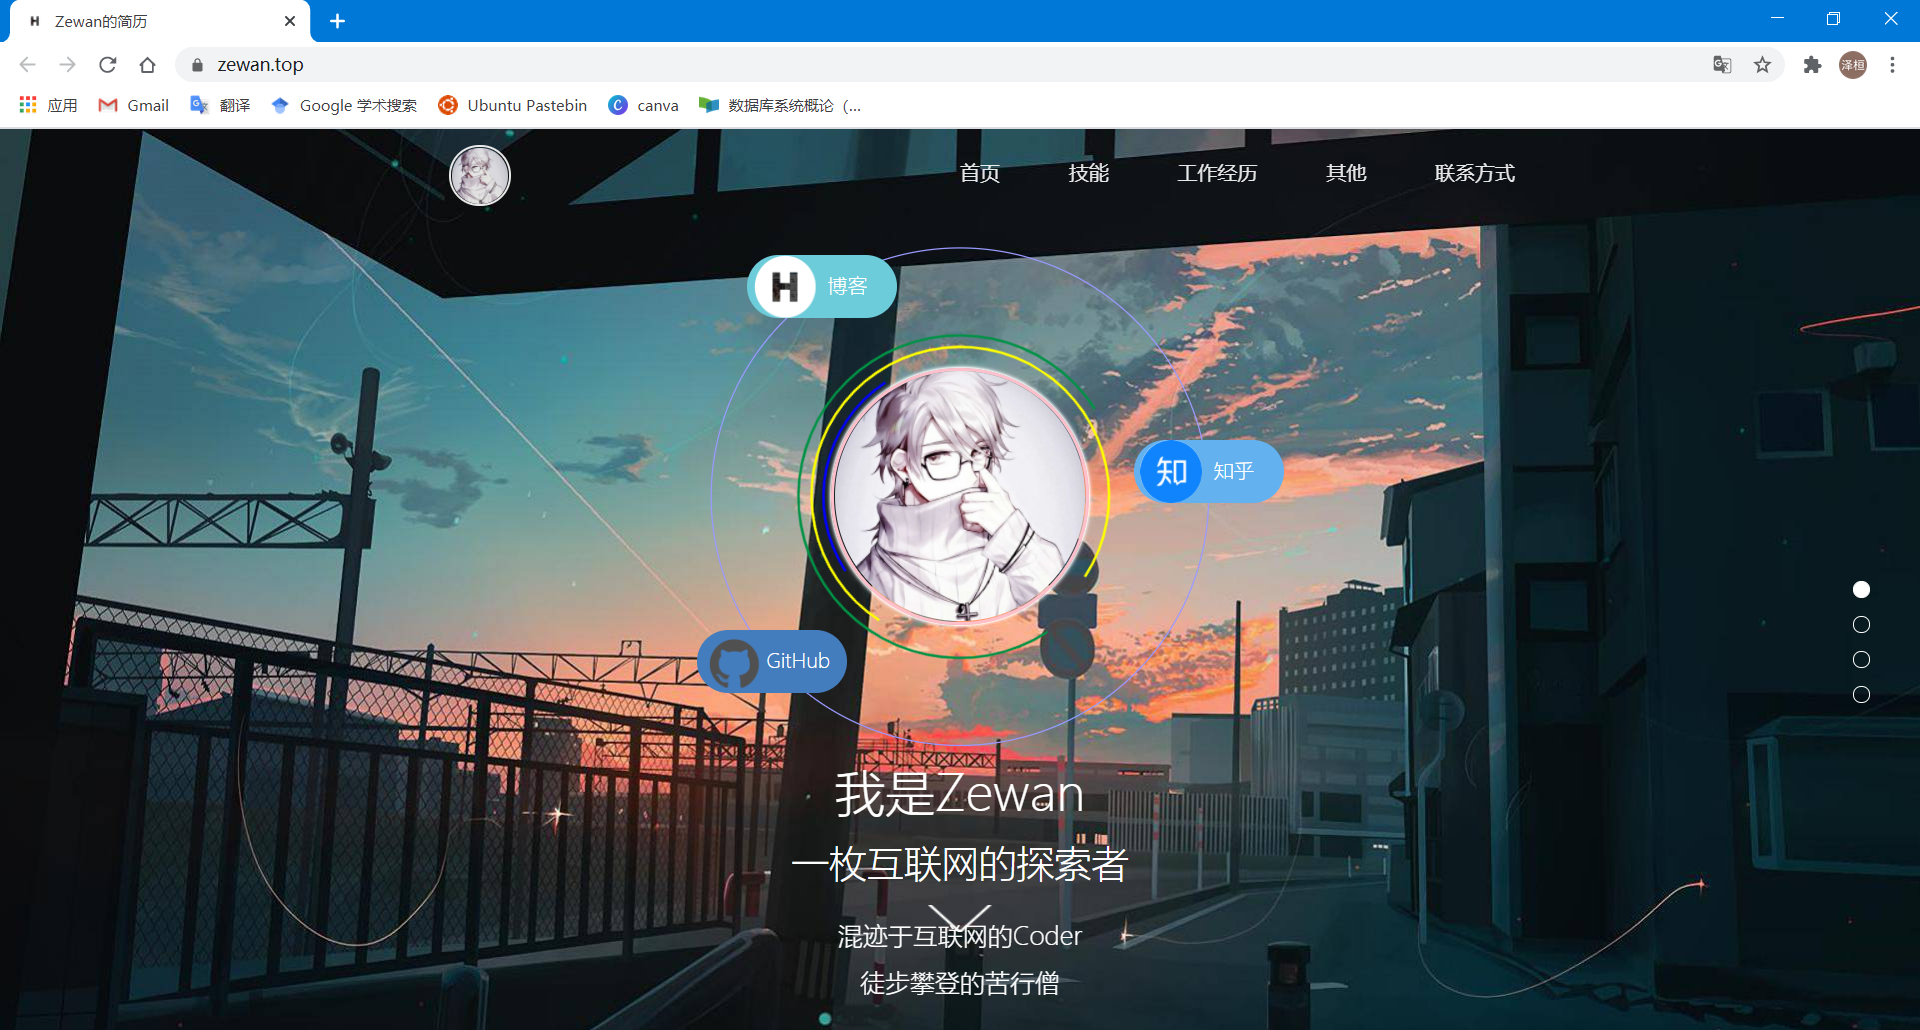 Zewan的简历
zewan.top
泽桓
应用 Gmail 翻译 Google 学术搜索 Ubuntu Pastebin canva 数据库系统概论（...
首页 技能 工作经历 其他 联系方式
H 博客
知 知乎
GitHub
我是Zewan
一枚互联网的探索者
混迹于互联网的Coder
徒步攀登的苦行僧